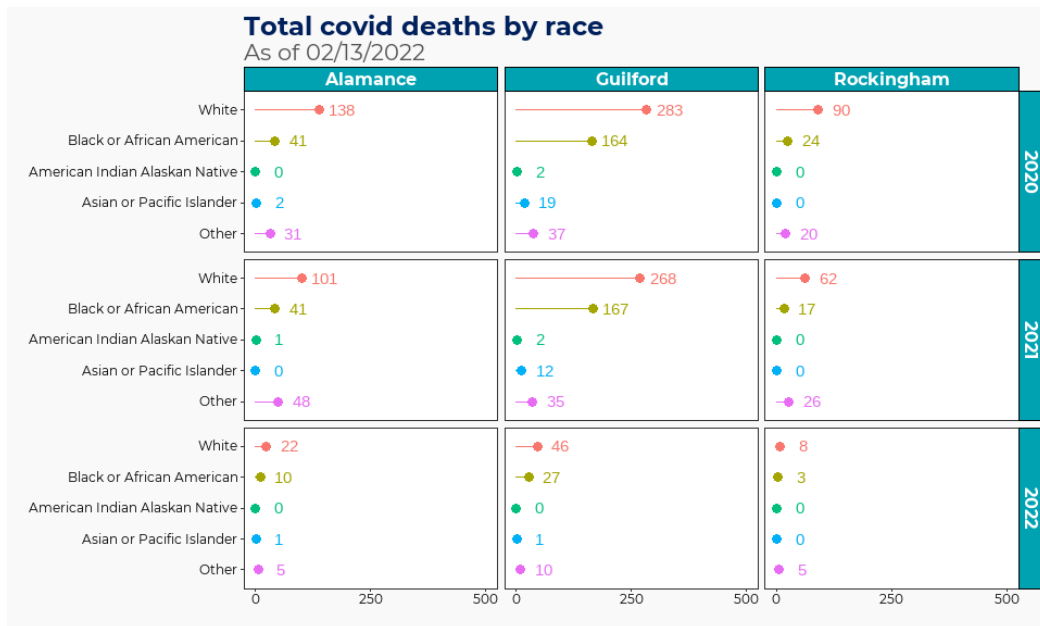 Total covid deaths by race
As of 02/13/2022
Alamance Guilford Rockingham
White 138 283 90
Black or African American 41 164 24
American Indian Alaskan Native 0 2 0
Asian or Pacific Islander 2 19 0
Other 31 37 20
2020
White 101 268 62
Black or African American 41 167 17
American Indian Alaskan Native 1 2 0
Asian or Pacific Islander 0 12 0
Other 48 35 26
2021
White 22 46 8
Black or African American 10 27 3
American Indian Alaskan Native 0 0 0
Asian or Pacific Islander 1 1 0
Other 5 10 5
2022
0 250 500 0 250 500 0 250 500